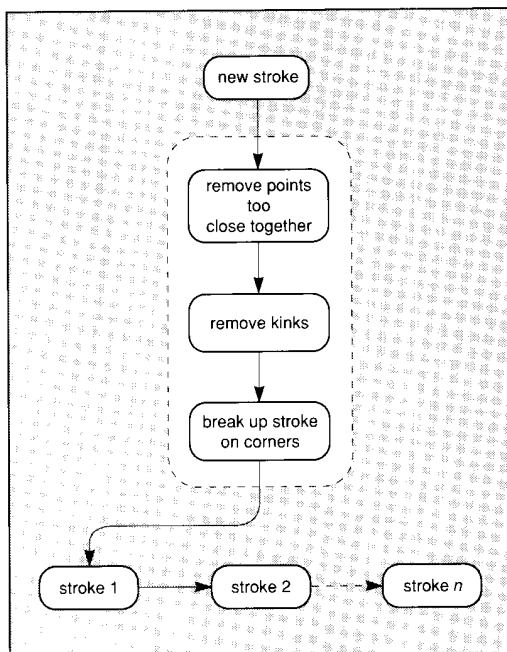 new stroke
remove points
too
close together
remove kinks
break up stroke
on corners
stroke 1
stroke 2
stroke n